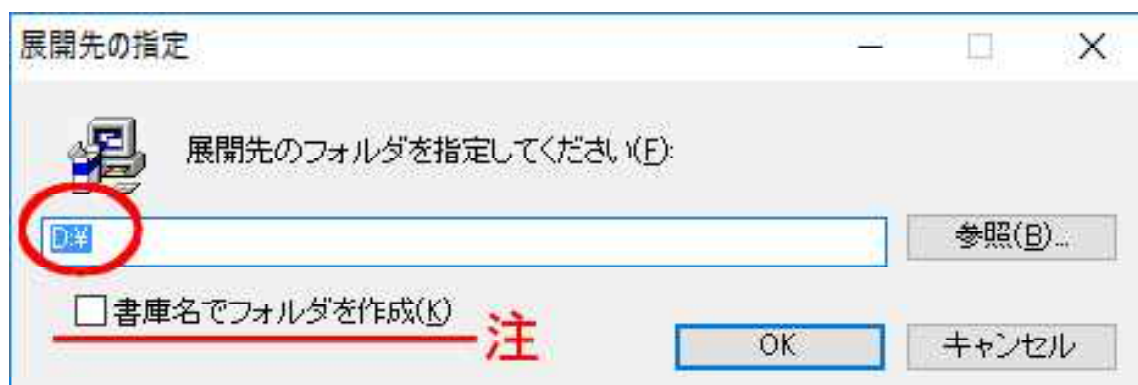 展開先の指定
展開先のフォルダを指定してください(F):
D:¥
参照(B)...
書庫名でフォルダを作成(K)
注
OK
キャンセル